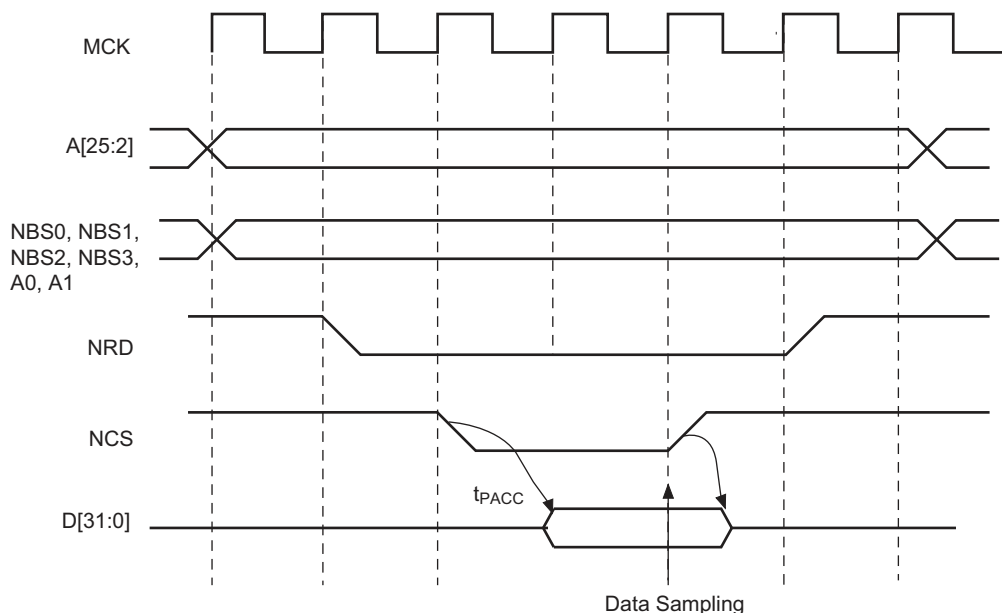 MCK
A[25:2]
NBS0, NBS1,
NBS2, NBS3,
A0, A1
NRD
NCS
tPACC
D[31:0]
Data Sampling